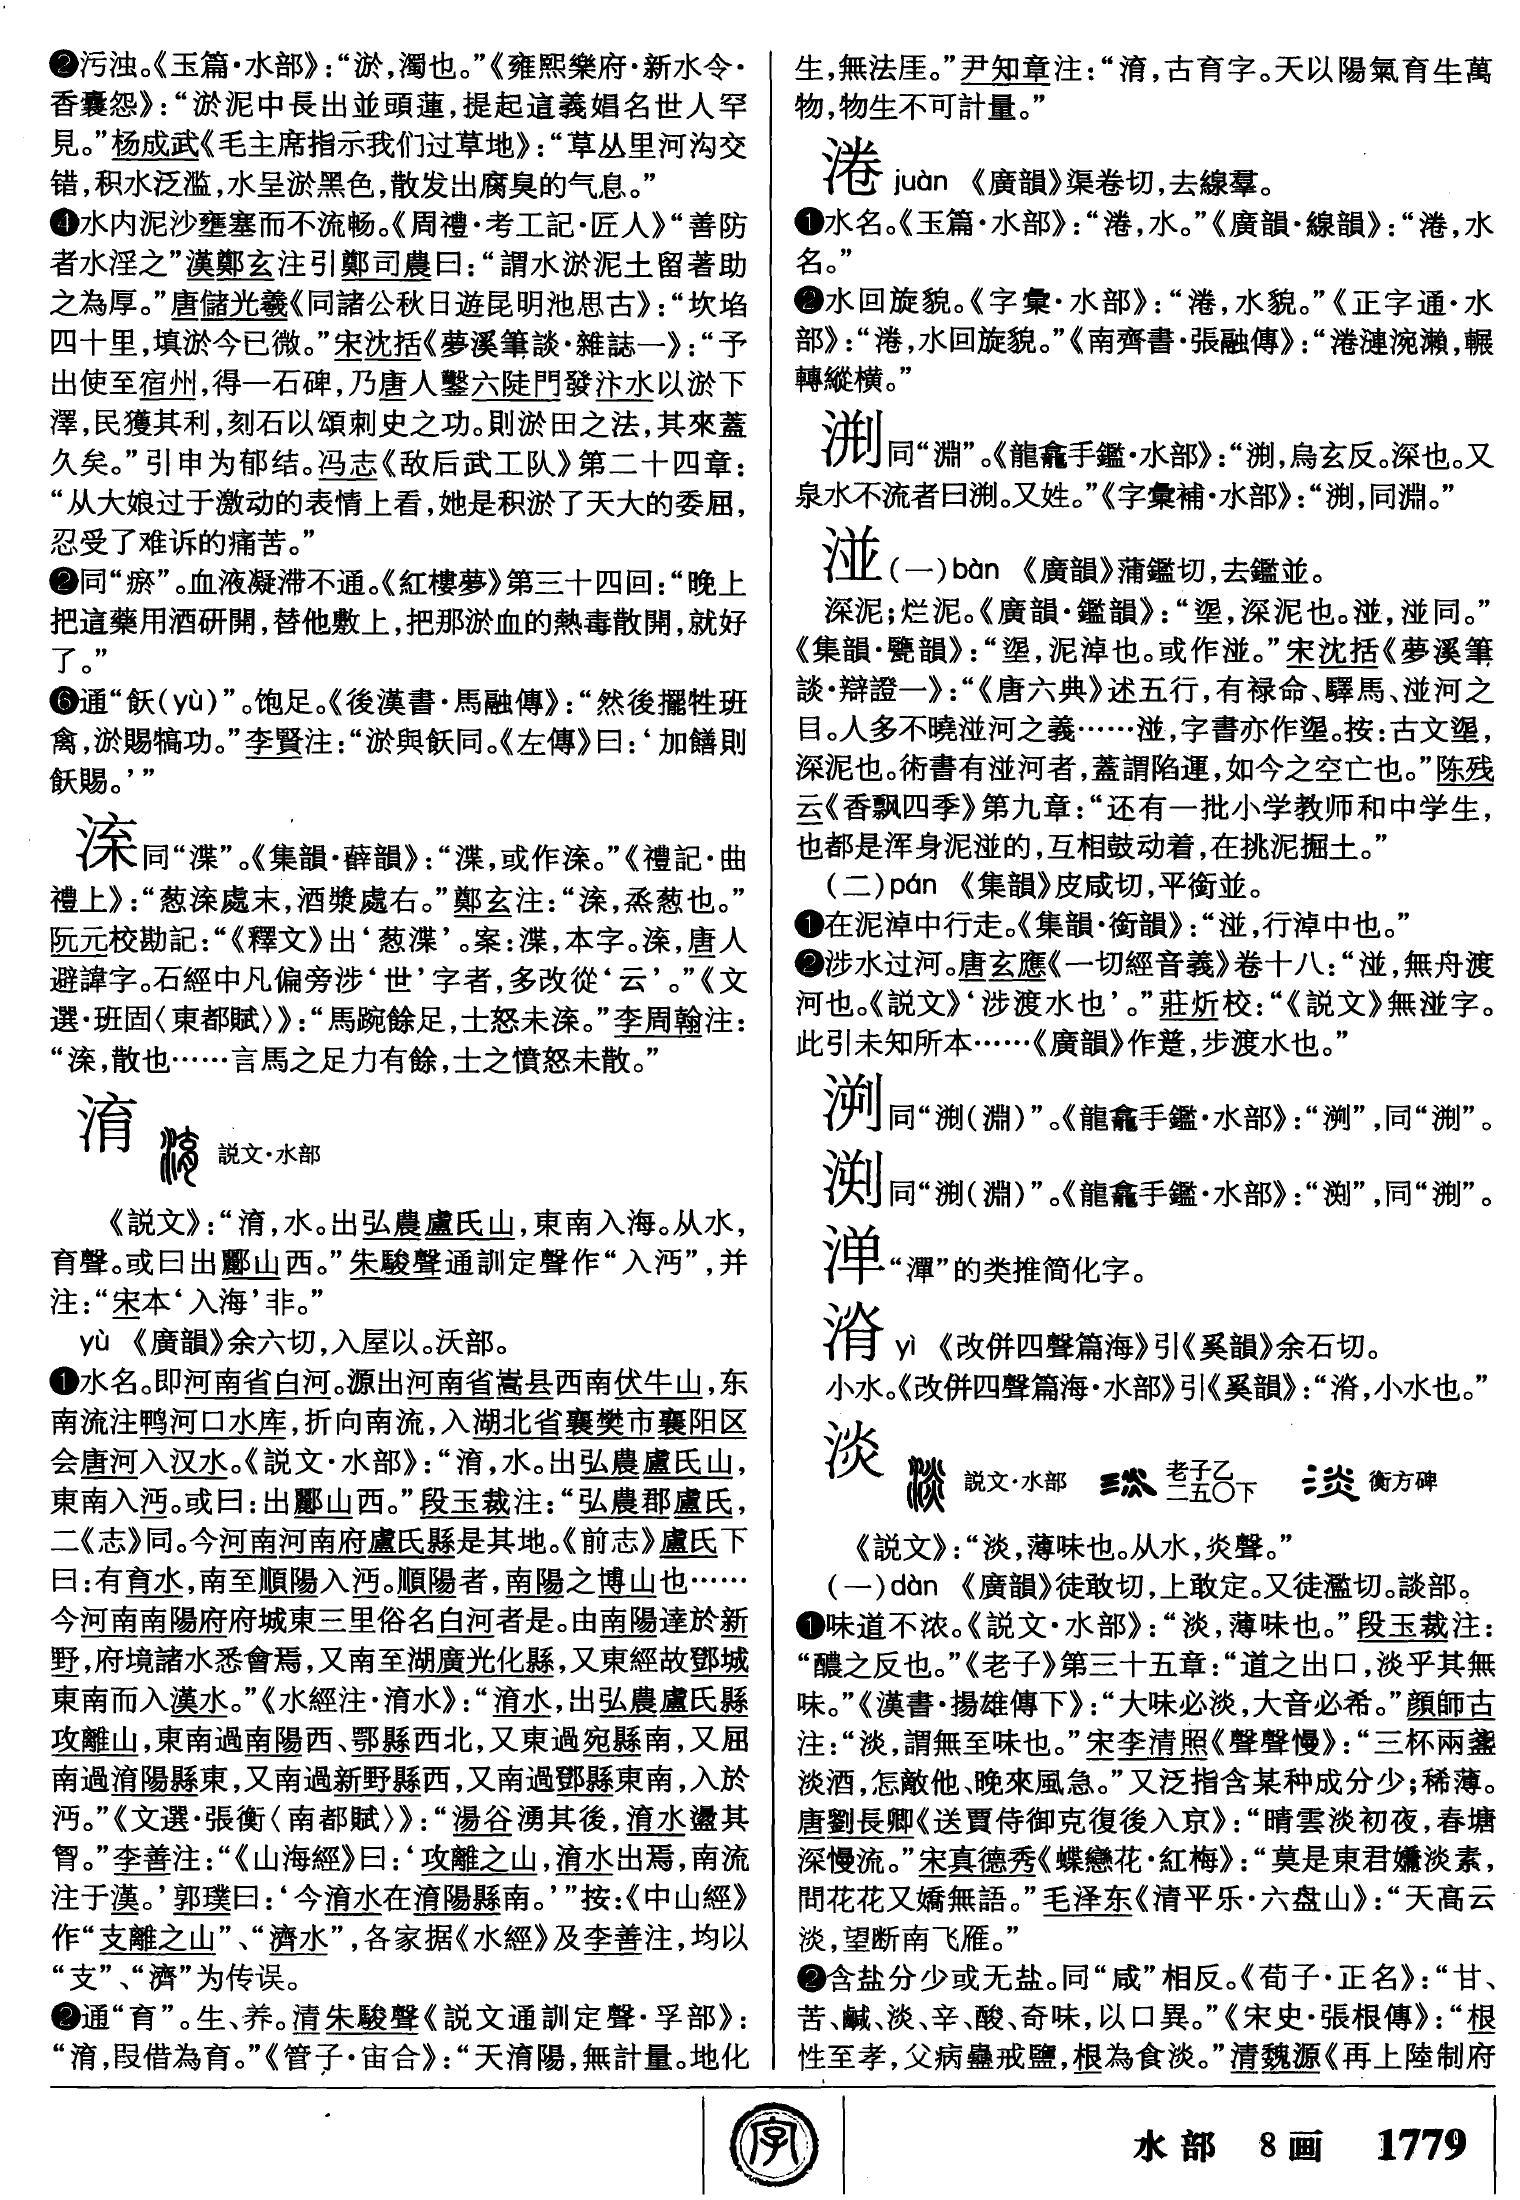 ❷污浊。《玉篇·水部》：“淤，濁也。”《雍熙樂府·新水令·
香囊怨》：“淤泥中長出並頭蓮，提起這義娼名世人罕
見。”杨成武《毛主席指示我们过草地》：“草丛里河沟交
错，积水泛滥，水呈淤黑色，散发出腐臭的气息。”
❹水内泥沙壅塞而不流畅。《周禮·考工記·匠人》“善防
者水淫之”漢鄭玄注引鄭司農曰：“謂水淤泥土留著助
之為厚。”唐儲光羲《同諸公秋日遊昆明池思古》：“坎埳
四十里，填淤今已微。”宋沈括《夢溪筆談·雜誌一》：“予
出使至宿州，得一石碑，乃唐人鑿六陡門發汴水以淤下
澤，民獲其利，刻石以頌刺史之功。則淤田之法，其來蓋
久矣。”引申为郁结。冯志《敌后武工队》第二十四章：
“从大娘过于激动的表情上看，她是积淤了天大的委屈，
忍受了难诉的痛苦。”
❷同“瘀”。血液凝滞不通。《紅樓夢》第三十四回：“晚上
把這藥用酒研開，替他敷上，把那淤血的熱毒散開，就好
了。”
❻通“飫(yù)”。饱足。《後漢書·馬融傳》：“然後擺牲班
禽，淤賜犒功。”李賢注：“淤與飫同。《左傳》曰：‘加饍則
飫賜。’”
渿同“渫”。《集韻·薛韻》：“渫，或作渿。”《禮記·曲
禮上》：“葱渿處末，酒漿處右。”鄭玄注：“渿，烝葱也。”
阮元校勘記：“《釋文》出‘葱渫’。案：渫，本字。渿，唐人
避諱字。石經中凡偏旁涉‘世’字者，多改從‘云’。”《文
選·班固〈東都賦〉》：“馬踠餘足，士怒未渿。”李周翰注：
“渿，散也……言馬之足力有餘，士之憤怒未散。”
淯 説文·水部
《説文》：“淯，水。出弘農盧氏山，東南入海。从水，
育聲。或曰出酈山西。”朱駿聲通訓定聲作“入沔”，并
注：“宋本‘入海’非。”
yù 《廣韻》余六切，入屋以。沃部。
❶水名。即河南省白河。源出河南省嵩县西南伏牛山，东
南流注鸭河口水库，折向南流，入湖北省襄樊市襄阳区
会唐河入汉水。《説文·水部》：“淯，水。出弘農盧氏山，
東南入沔。或曰：出酈山西。”段玉裁注：“弘農郡盧氏，
二《志》同。今河南河南府盧氏縣是其地。《前志》盧氏下
曰：有育水，南至順陽入沔。順陽者，南陽之博山也……
今河南南陽府府城東三里俗名白河者是。由南陽達於新
野，府境諸水悉會焉，又南至湖廣光化縣，又東經故鄧城
東南而入漢水。”《水經注·淯水》：“淯水，出弘農盧氏縣
攻離山，東南過南陽西、鄂縣西北，又東過宛縣南，又屈
南過淯陽縣東，又南過新野縣西，又南過鄧縣東南，入於
沔。”《文選·張衡〈南都賦〉》：“湯谷湧其後，淯水盪其
胷。”李善注：“《山海經》曰：‘攻離之山，淯水出焉，南流
注于漢。’郭璞曰：‘今淯水在淯陽縣南。’”按：《中山經》
作“支離之山”、“濟水”，各家据《水經》及李善注，均以
“支”、“濟”为传误。
❷通“育”。生、养。清朱駿聲《説文通訓定聲·孚部》：
“淯，叚借為育。”《管子·宙合》：“天淯陽，無計量。地化
生，無法厓。”尹知章注：“淯，古育字。天以陽氣育生萬
物，物生不可計量。”
淃 juàn 《廣韻》渠卷切，去線羣。
❶水名。《玉篇·水部》：“淃，水。”《廣韻·線韻》：“淃，水
名。”
❷水回旋貌。《字彙·水部》：“淃，水貌。”《正字通·水
部》：“淃，水回旋貌。”《南齊書·張融傳》：“淃漣涴瀨，輾
轉縱横。”
同“淵”。《龍龕手鑑·水部》：“，烏玄反。深也。又
泉水不流者曰。又姓。”《字彙補·水部》：“，同淵。”
湴(一)bàn 《廣韻》蒲鑑切，去鑑並。
深泥；烂泥。《廣韻·鑑韻》：“埿，深泥也。湴，湴同。”
《集韻·甏韻》：“埿，泥淖也。或作湴。”宋沈括《夢溪筆
談·辯證一》：“《唐六典》述五行，有禄命、驛馬、湴河之
目。人多不曉湴河之義……湴，字書亦作埿。按：古文埿，
深泥也。術書有湴河者，蓋謂陷運，如今之空亡也。”陈残
云《香飘四季》第九章：“还有一批小学教师和中学生，
也都是浑身泥湴的，互相鼓动着，在挑泥掘土。”
(二)pán 《集韻》皮咸切，平銜並。
❶在泥淖中行走。《集韻·銜韻》：“湴，行淖中也。”
❷涉水过河。唐玄應《一切經音義》卷十八：“湴，無舟渡
河也。《説文》‘涉渡水也’。”莊炘校：“《説文》無湴字。
此引未知所本……《廣韻》作踫，步渡水也。”
同“(淵)”。《龍龕手鑑·水部》：“”，同“”。
同“(淵)”。《龍龕手鑑·水部》：“”，同“”。
“潬”的类推简化字。
yì 《改併四聲篇海》引《奚韻》余石切。
小水。《改併四聲篇海·水部》引《奚韻》：“，小水也。”
淡 説文·水部 老子乙二五〇下 衡方碑
《説文》：“淡，薄味也。从水，炎聲。”
(一)dàn 《廣韻》徒敢切，上敢定。又徒濫切。談部。
❶味道不浓。《説文·水部》：“淡，薄味也。”段玉裁注：
“醲之反也。”《老子》第三十五章：“道之出口，淡乎其無
味。”《漢書·揚雄傳下》：“大味必淡，大音必希。”顔師古
注：“淡，謂無至味也。”宋李清照《聲聲慢》：“三杯兩盞
淡酒，怎敵他、晚來風急。”又泛指含某种成分少；稀薄。
唐劉長卿《送賈侍御克復後入京》：“晴雲淡初夜，春塘
深慢流。”宋真德秀《蝶戀花·紅梅》：“莫是東君嫌淡素，
問花花又嬌無語。”毛泽东《清平乐·六盘山》：“天高云
淡，望断南飞雁。”
❷含盐分少或无盐。同“咸”相反。《荀子·正名》：“甘、
苦、鹹、淡、辛、酸、奇味，以口異。”《宋史·張根傳》：“根
性至孝，父病蠱戒鹽，根為食淡。”清魏源《再上陸制府
字
水部 8画 1779